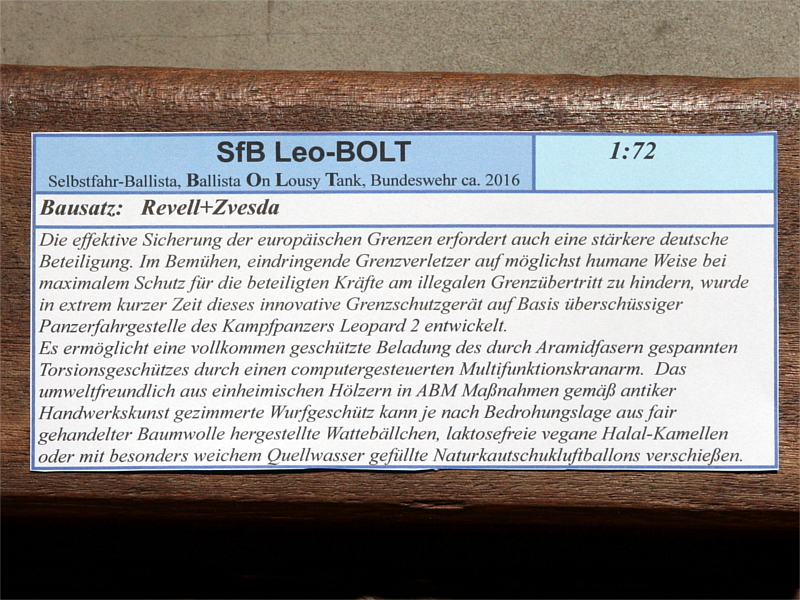 SfB Leo-BOLT
1:72
Selbstfahr-Ballista, Ballista On Lousy Tank, Bundeswehr ca. 2016
Bausatz: Revell+Zvesda
Die effektive Sicherung der europäischen Grenzen erfordert auch eine stärkere deutsche
Beteiligung. Im Bemühen, eindringende Grenzverletzer auf möglichst humane Weise bei
maximalem Schutz für die beteiligten Kräfte am illegalen Grenzübertritt zu hindern, wurde
in extrem kurzer Zeit dieses innovative Grenzschutzgerät auf Basis überschüssiger
Panzerfahrgestelle des Kampfpanzers Leopard 2 entwickelt.
Es ermöglicht eine vollkommen geschützte Beladung des durch Aramidfasern gespannten
Torsionsgeschützes durch einen computergesteuerten Multifunktionskranarm. Das
umweltfreundlich aus einheimischen Hölzern in ABM Maßnahmen gemäß antiker
Handwerkskunst gezimmerte Wurfgeschütz kann je nach Bedrohungslage aus fair
gehandelter Baumwolle hergestellte Wattebällchen, laktosefreie vegane Halal-Kamellen
oder mit besonders weichem Quellwasser gefüllte Naturkautschukluftballons verschießen.